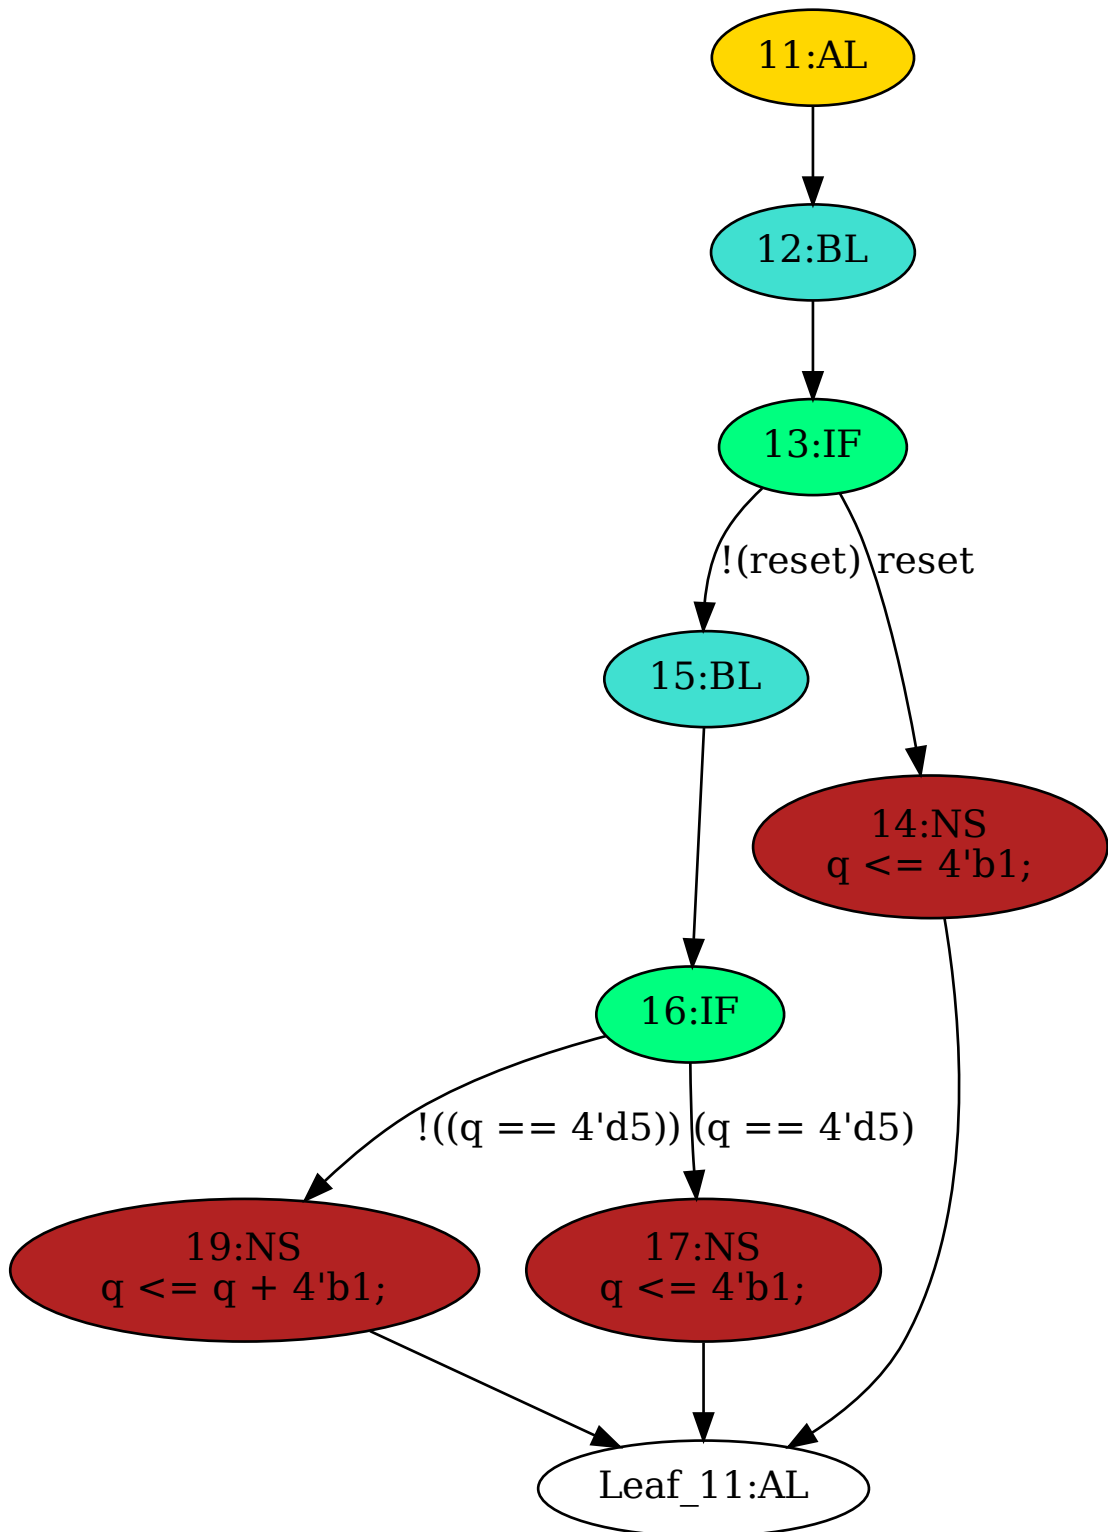 11:AL
12:BL
13:IF
!(reset)
reset
15:BL
14:NS
q <= 4'b1;
16:IF
!((q == 4'd5))
(q == 4'd5)
19:NS
q <= q + 4'b1;
17:NS
q <= 4'b1;
Leaf_11:AL